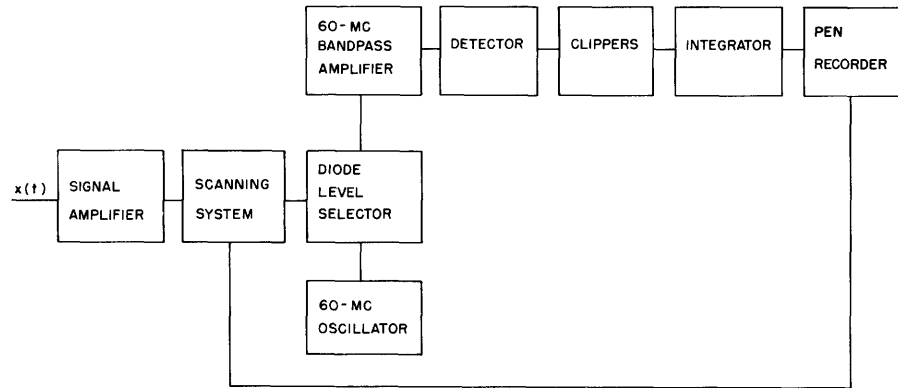 60-MC
BANDPASS
AMPLIFIER
DETECTOR
CLIPPERS
INTEGRATOR
PEN
RECORDER
x(t)
SIGNAL
AMPLIFIER
SCANNING
SYSTEM
DIODE
LEVEL
SELECTOR
60-MC
OSCILLATOR